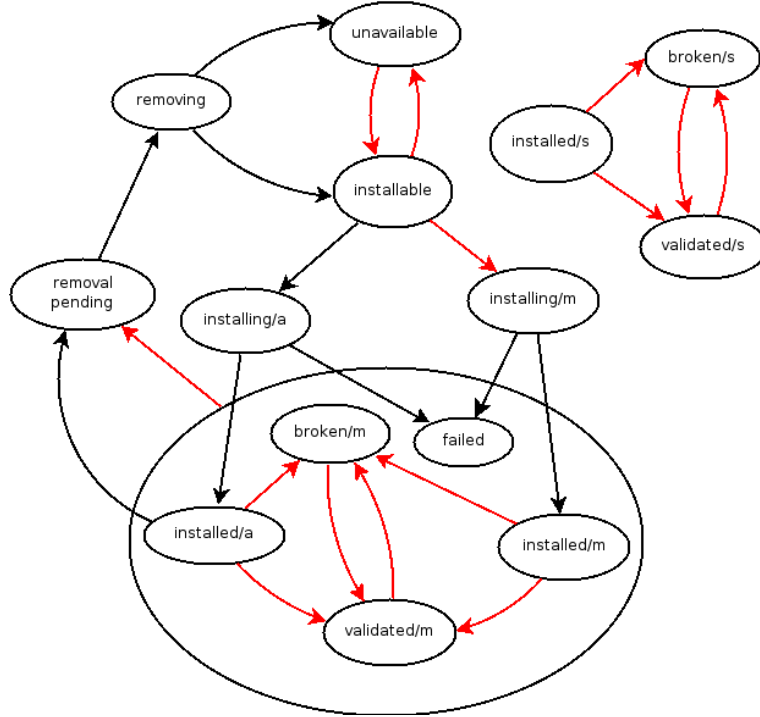 unavailable
broken/s
removing
installed/s
installable
validated/s
removal
pending
installing/m
installing/a
broken/m
failed
installed/a
installed/m
validated/m